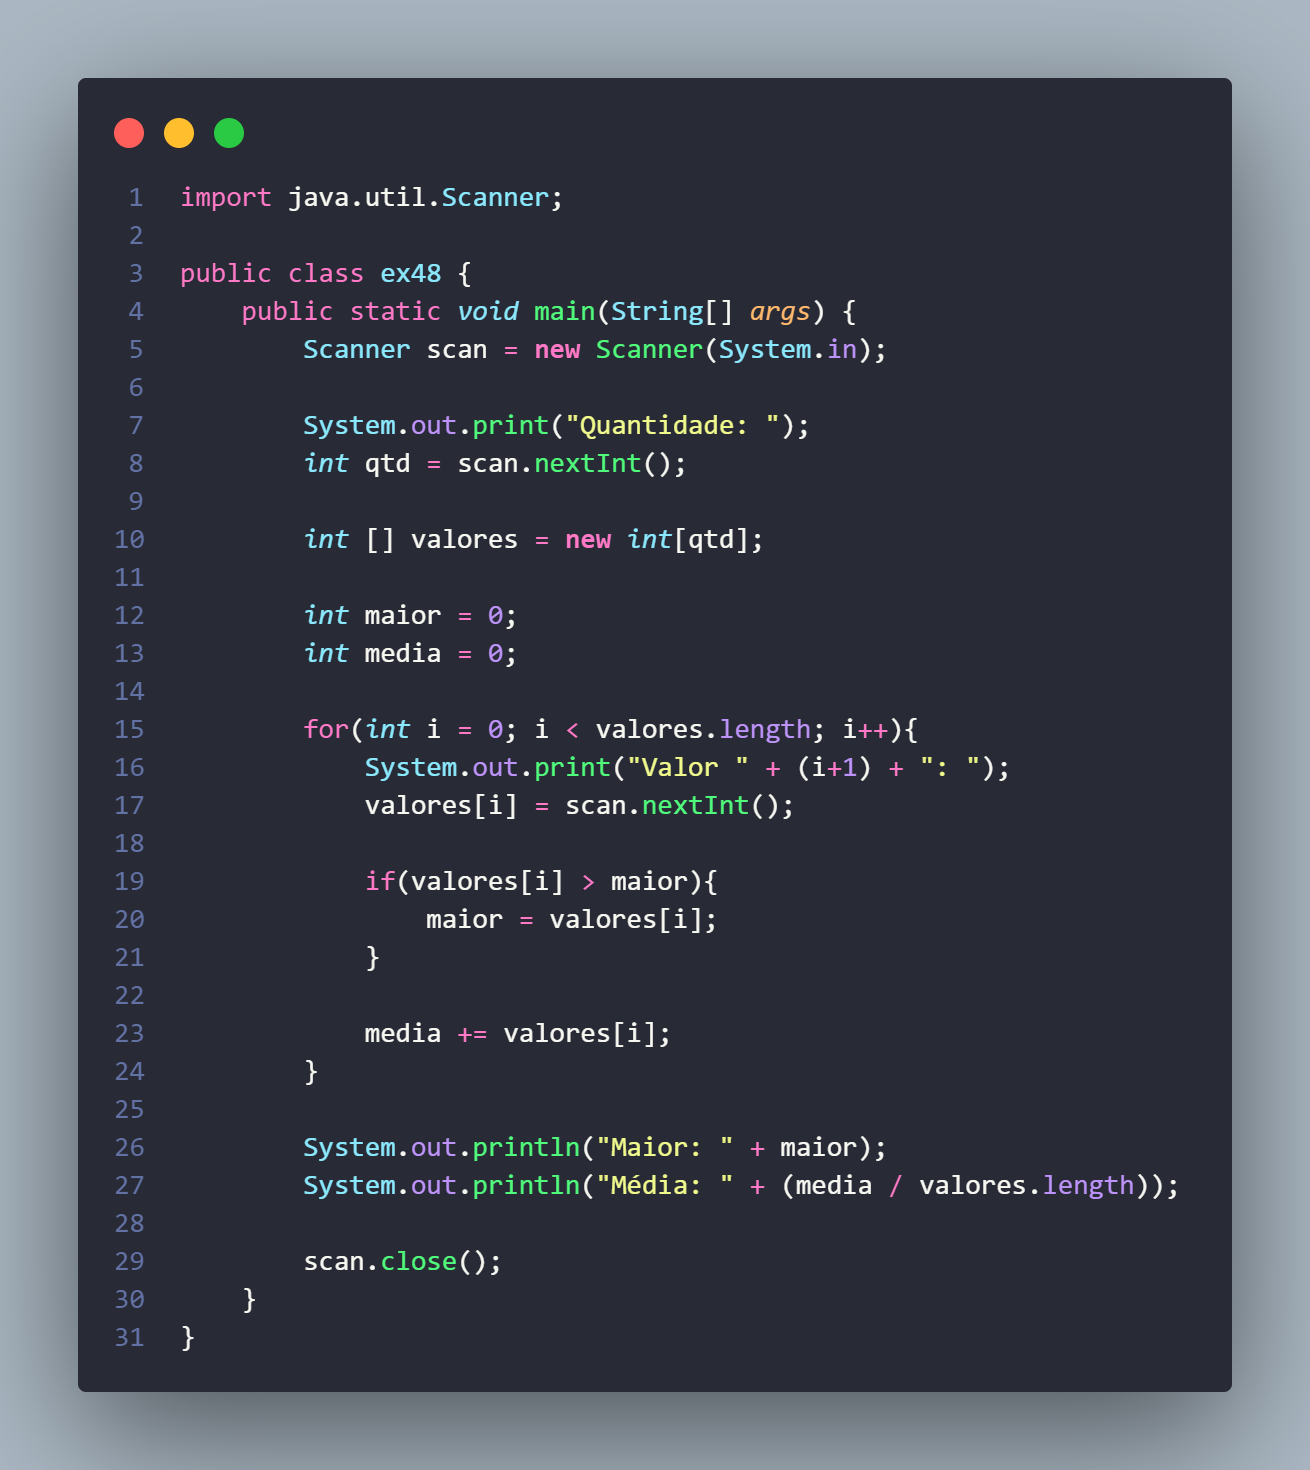 1 import java.util.Scanner;
2
3 public class ex48 {
4     public static void main(String[] args) {
5         Scanner scan = new Scanner(System.in);
6
7         System.out.print("Quantidade: ");
8         int qtd = scan.nextInt();
9
10         int [] valores = new int[qtd];
11
12         int maior = 0;
13         int media = 0;
14
15         for(int i = 0; i < valores.length; i++){
16             System.out.print("Valor " + (i+1) + ": ");
17             valores[i] = scan.nextInt();
18
19             if(valores[i] > maior){
20                 maior = valores[i];
21             }
22
23             media += valores[i];
24         }
25
26         System.out.println("Maior: " + maior);
27         System.out.println("Média: " + (media / valores.length));
28
29         scan.close();
30     }
31 }